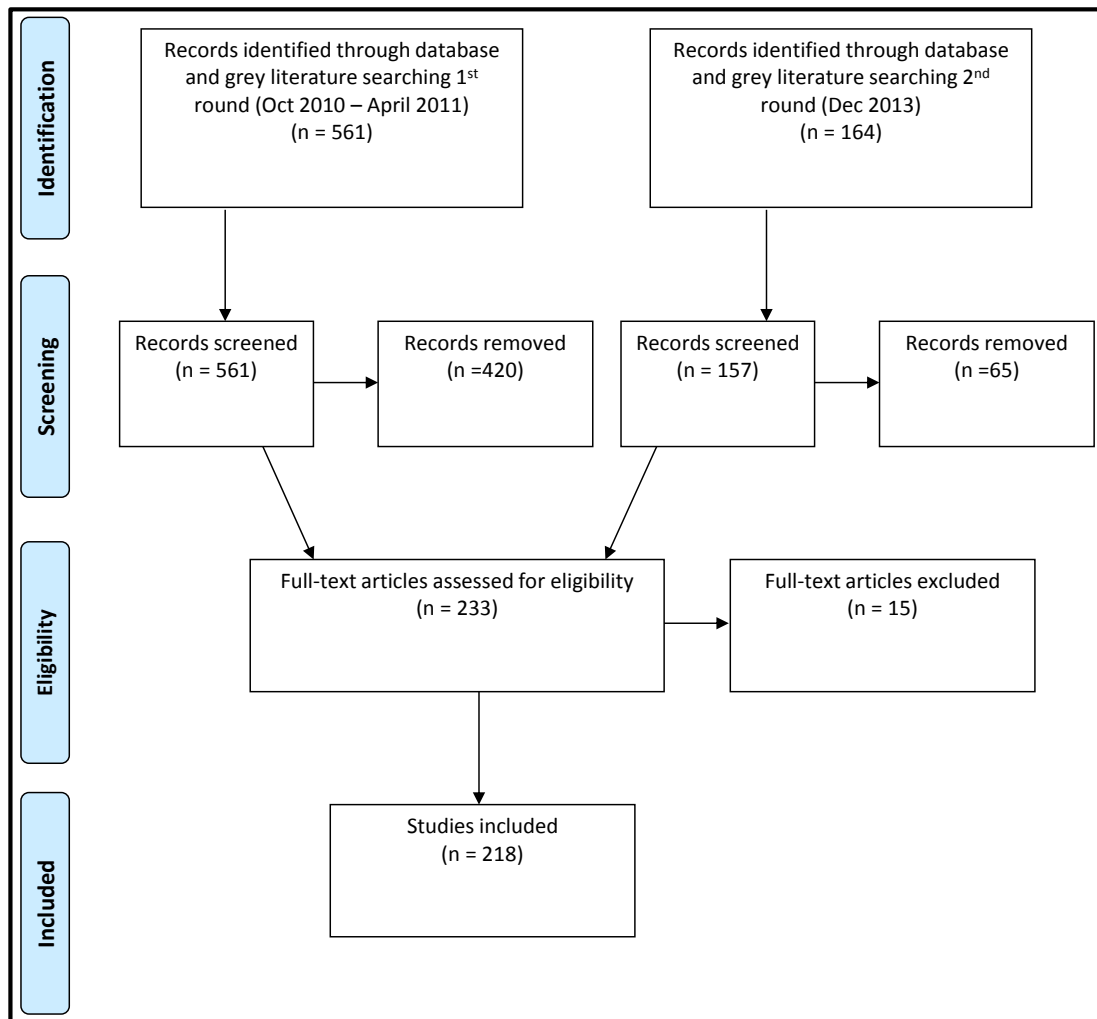 Identification
Records identified through database
and grey literature searching 1st
round (Oct 2010 – April 2011)
(n = 561)
Records identified through database
and grey literature searching 2nd
round (Dec 2013)
(n = 164)
Screening
Records screened
(n = 561)
Records removed
(n =420)
Records screened
(n = 157)
Records removed
(n =65)
Eligibility
Full-text articles assessed for eligibility
(n = 233)
Full-text articles excluded
(n = 15)
Included
Studies included
(n = 218)